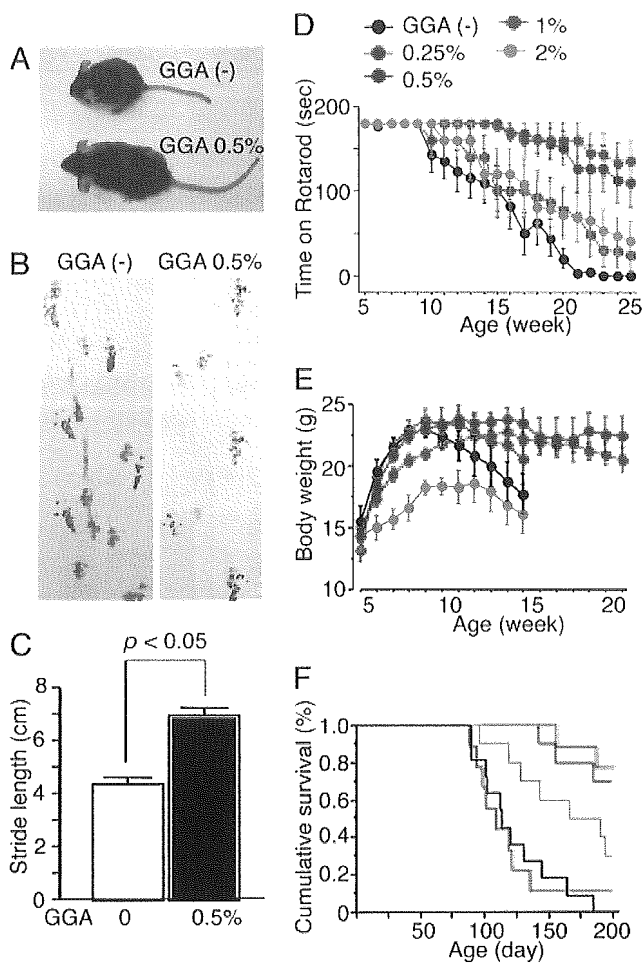 A
GGA (-)
GGA 0.5%
B
GGA (-) GGA 0.5%
C
p < 0.05
Stride length (cm)
8
6
4
2
0
GGA 0 0.5%
D
GGA (-) 1%
0.25% 2%
0.5%
Time on Rotarod (sec)
200
100
0
5 10 15 20 25
Age (week)
E
Body weight (g)
25
20
15
10
5 10 15 20
Age (week)
F
Cumulative survival (%)
1.0
0.8
0.6
0.4
0.2
0
50 100 150 200
Age (day)